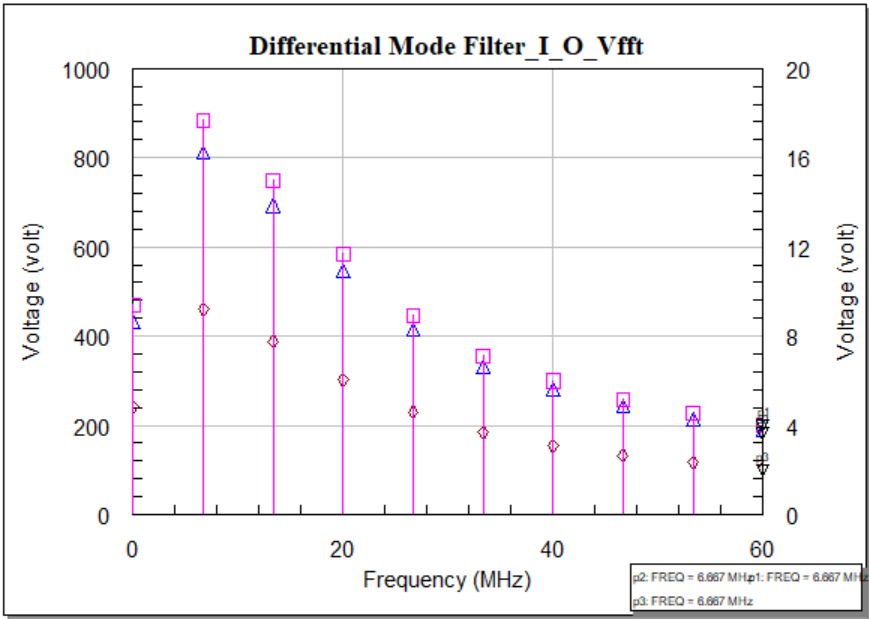 Differential Mode Filter_I_O_Vfft
1000 20
800 16
600 12
400 8
200 4
0 0
Voltage (volt)
Voltage (volt)
p1
p3
0 20 40 60
Frequency (MHz)
p2: FREQ = 6.667 MHz p1: FREQ = 6.667 MHz
p3: FREQ = 6.667 MHz